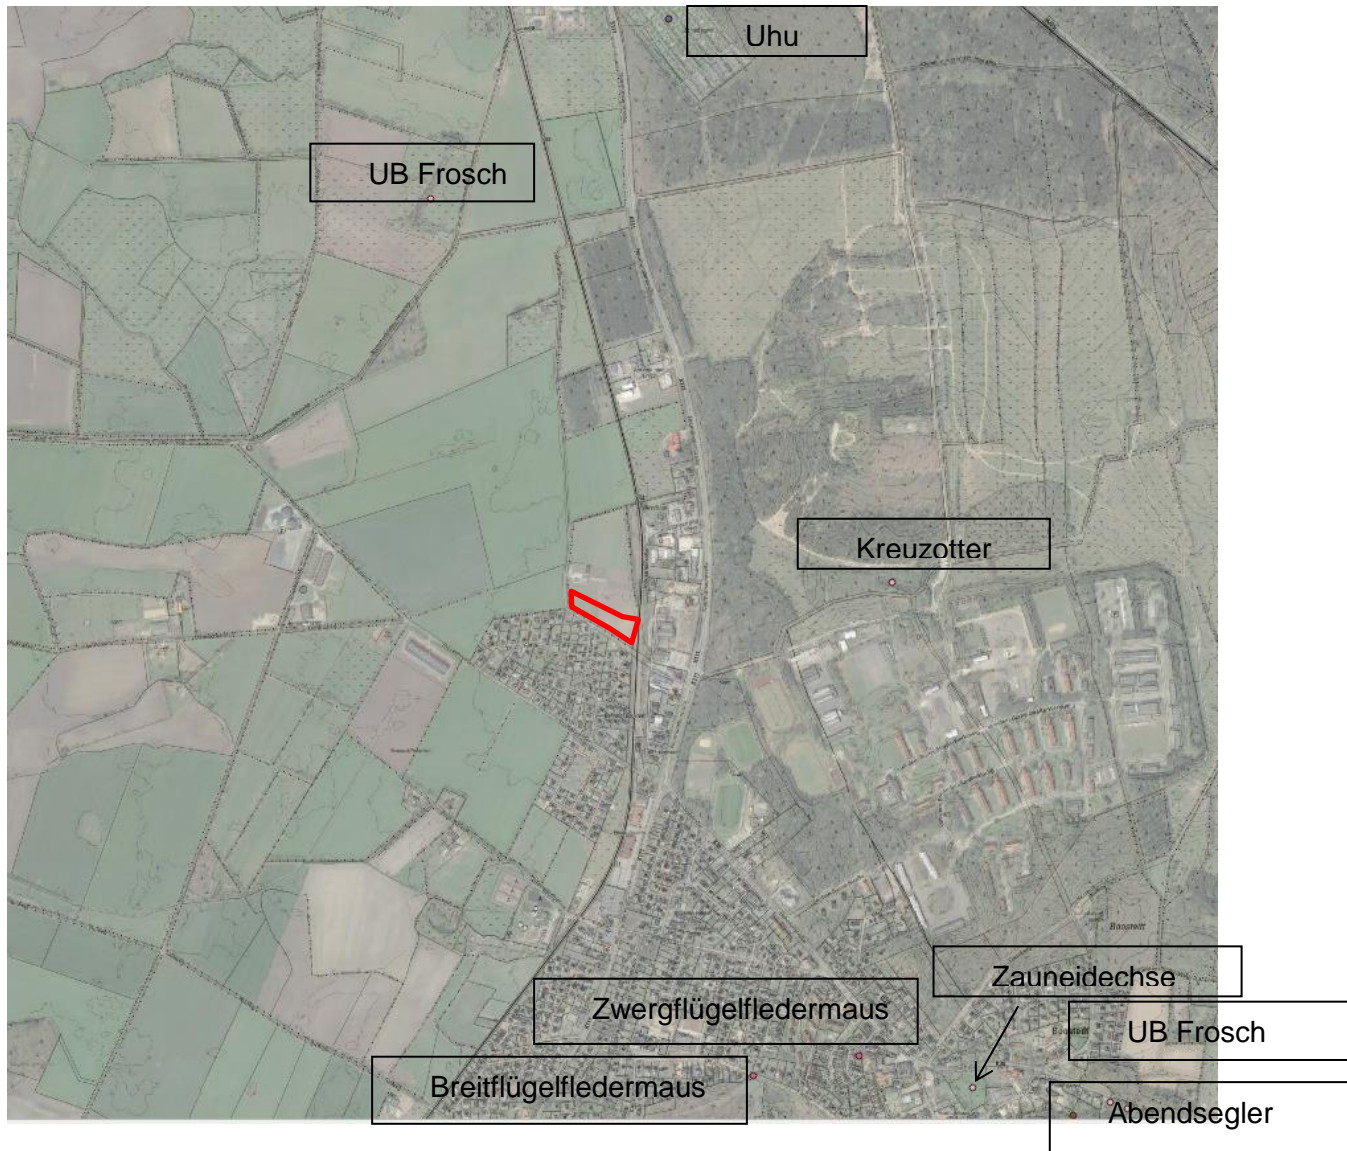 Uhu
UB Frosch
Kreuzotter
Zauneidechse
Zwergflügelfledermaus
UB Frosch
Breitflügelfledermaus
Abendsegler